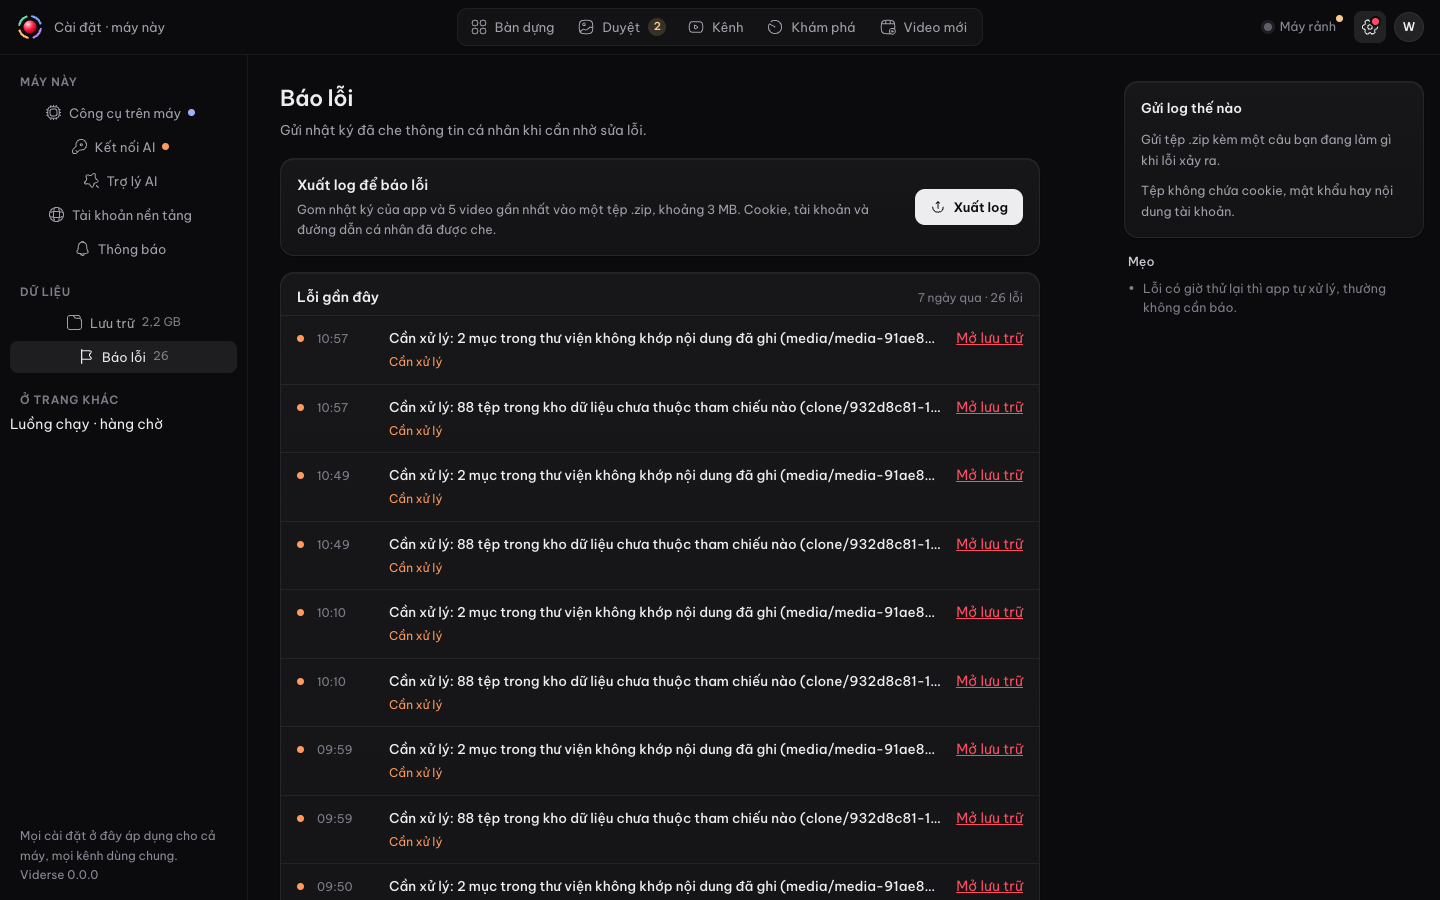 Cài đặt · máy này
Bàn dựng
Duyệt 2
Kênh
Khám phá
Video mới
Máy rảnh
W
MÁY NÀY
Công cụ trên máy
Kết nối AI
Trợ lý AI
Tài khoản nền tảng
Thông báo
DỮ LIỆU
Lưu trữ 2,2 GB
Báo lỗi 26
Ở TRANG KHÁC
Luồng chạy · hàng chờ
Mọi cài đặt ở đây áp dụng cho cả
máy, mọi kênh dùng chung.
Viderse 0.0.0
Báo lỗi
Gửi nhật ký đã che thông tin cá nhân khi cần nhờ sửa lỗi.
Xuất log để báo lỗi
Gom nhật ký của app và 5 video gần nhất vào một tệp .zip, khoảng 3 MB. Cookie, tài khoản và
đường dẫn cá nhân đã được che.
Xuất log
Lỗi gần đây
7 ngày qua · 26 lỗi
10:57 Cần xử lý: 2 mục trong thư viện không khớp nội dung đã ghi (media/media-91ae8... Mở lưu trữ
Cần xử lý
10:57 Cần xử lý: 88 tệp trong kho dữ liệu chưa thuộc tham chiếu nào (clone/932d8c81-1... Mở lưu trữ
Cần xử lý
10:49 Cần xử lý: 2 mục trong thư viện không khớp nội dung đã ghi (media/media-91ae8... Mở lưu trữ
Cần xử lý
10:49 Cần xử lý: 88 tệp trong kho dữ liệu chưa thuộc tham chiếu nào (clone/932d8c81-1... Mở lưu trữ
Cần xử lý
10:10 Cần xử lý: 2 mục trong thư viện không khớp nội dung đã ghi (media/media-91ae8... Mở lưu trữ
Cần xử lý
10:10 Cần xử lý: 88 tệp trong kho dữ liệu chưa thuộc tham chiếu nào (clone/932d8c81-1... Mở lưu trữ
Cần xử lý
09:59 Cần xử lý: 2 mục trong thư viện không khớp nội dung đã ghi (media/media-91ae8... Mở lưu trữ
Cần xử lý
09:59 Cần xử lý: 88 tệp trong kho dữ liệu chưa thuộc tham chiếu nào (clone/932d8c81-1... Mở lưu trữ
Cần xử lý
09:50 Cần xử lý: 2 mục trong thư viện không khớp nội dung đã ghi (media/media-91ae8... Mở lưu trữ
Gửi log thế nào
Gửi tệp .zip kèm một câu bạn đang làm gì
khi lỗi xảy ra.
Tệp không chứa cookie, mật khẩu hay nội
dung tài khoản.
Mẹo
• Lỗi có giờ thử lại thì app tự xử lý, thường
không cần báo.